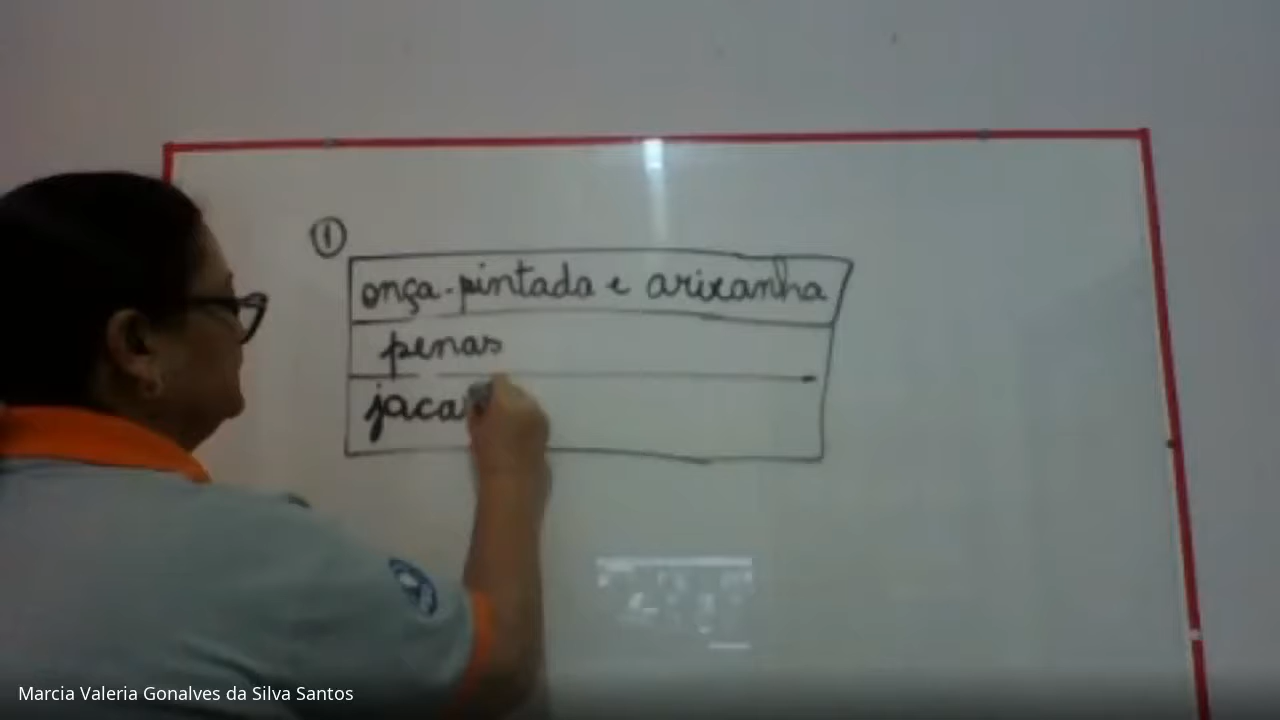 ①
onça-pintada e arixanha
penas
jaca
Marcia Valeria Gonalves da Silva Santos